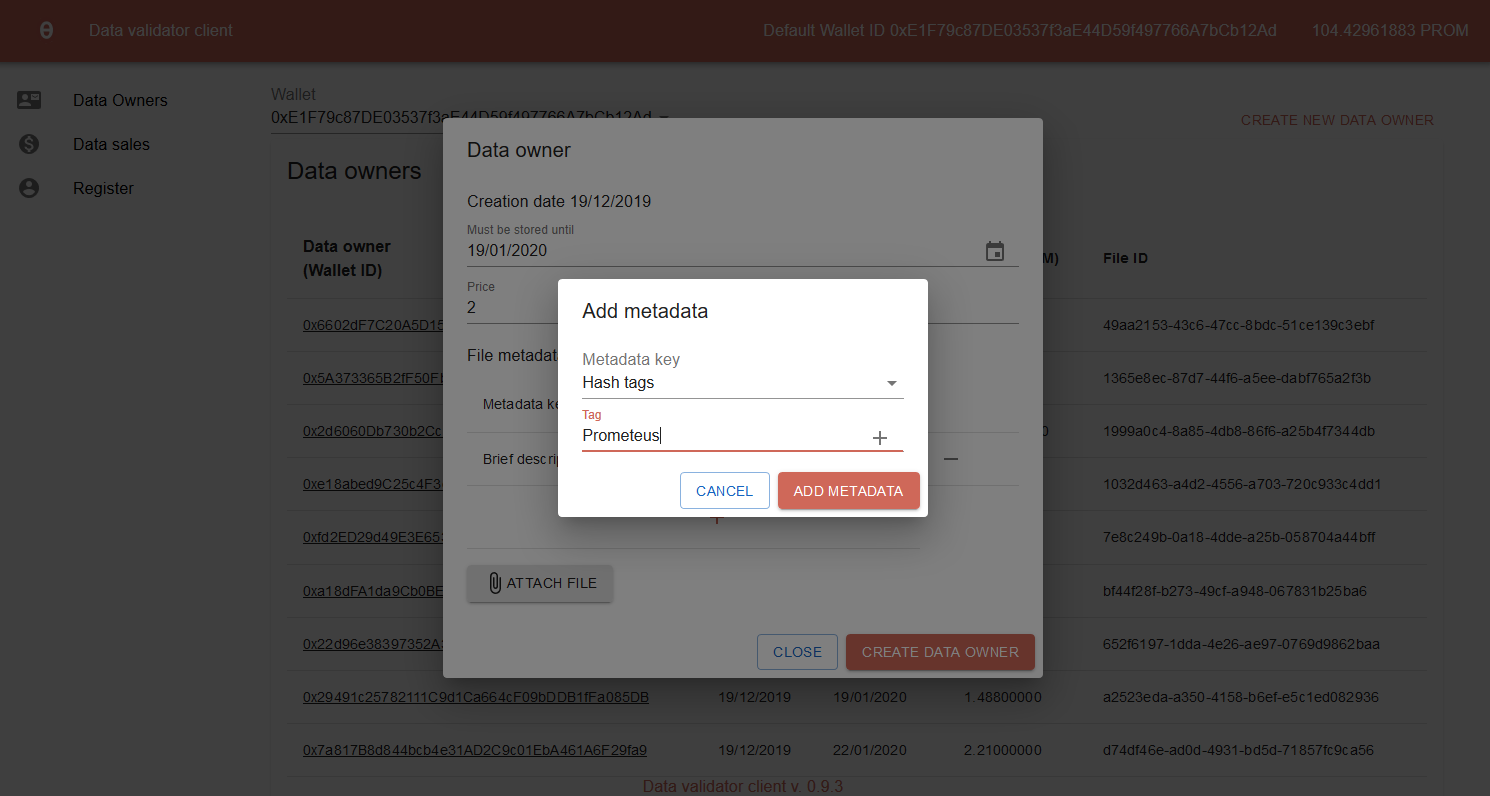 Data validator client
Default Wallet ID 0xE1F79c87DE03537f3aE44D59f497766A7bCb12Ad
104.42961883 PROM
Data Owners
Data sales
Register
Wallet
0xE1F79c87DE03537f3aE44D59f497766A7bCb12Ad
CREATE NEW DATA OWNER
Data owners
Data owner
(Wallet ID)
M)
File ID
0x6602dF7C20A5D15
49aa2153-43c6-47cc-8bdc-51ce139c3ebf
0x5A373365B2fF50F
1365e8ec-87d7-44f6-a5ee-dabf765a2f3b
0x2d6060Db730b2Cc
0
1999a0c4-8a85-4db8-86f6-a25b4f7344db
0xe18abed9C25c4F3
1032d463-a4d2-4556-a703-720c933c4dd1
0xfd2ED29d49E3E65
7e8c249b-0a18-4dde-a25b-058704a44bff
0xa18dFA1da9Cb0BE
bf44f28f-b273-49cf-a948-067831b25ba6
0x22d96e38397352A
652f6197-1dda-4e26-ae97-0769d9862baa
0x29491c25782111C9d1Ca664cF09bDDB1fFa085DB 19/12/2019 19/01/2020 1.48800000 a2523eda-a350-4158-b6ef-e5c1ed082936
0x7a817B8d844bcb4e31AD2C9c01EbA461A6F29fa9 19/12/2019 22/01/2020 2.21000000 d74df46e-ad0d-4931-bd5d-71857fc9ca56
Data validator client v. 0.9.3
Data owner
Creation date 19/12/2019
Must be stored until
19/01/2020
Price
2
File metadat
Metadata ke
Brief descrip
ATTACH FILE
CLOSE
CREATE DATA OWNER
Add metadata
Metadata key
Hash tags
Tag
Prometeus
CANCEL
ADD METADATA